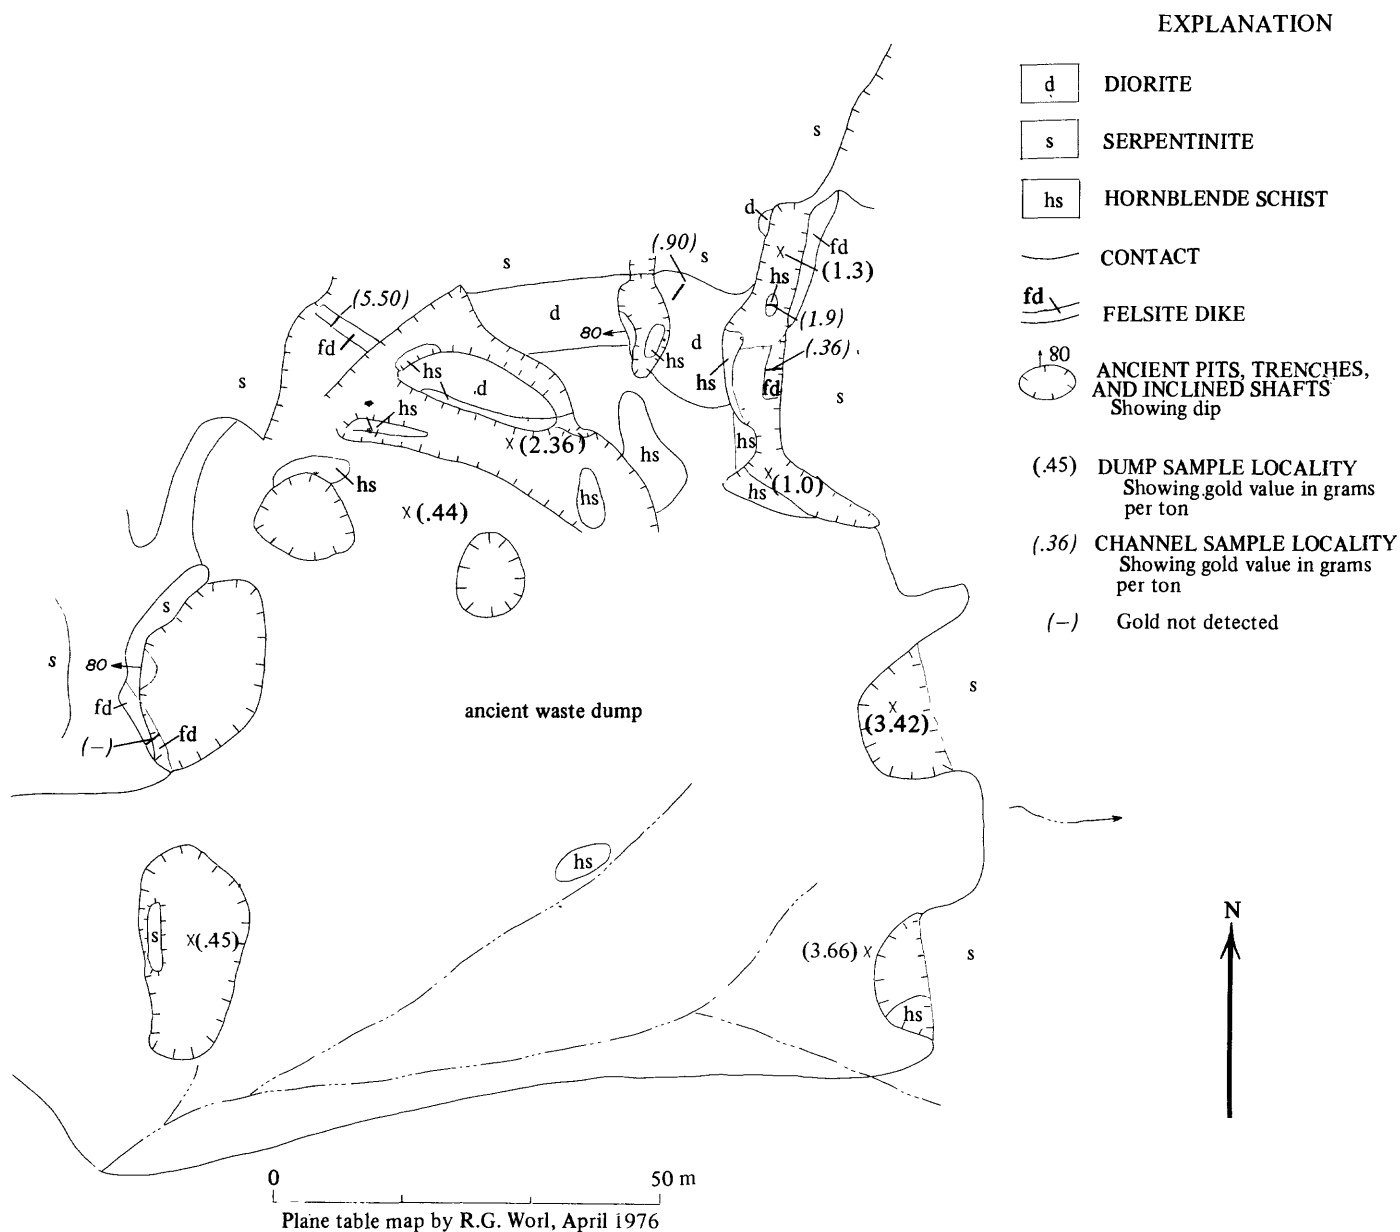 EXPLANATION
d DIORITE
s SERPENTINITE
hs HORNBLENDE SCHIST
CONTACT
fd FELSITE DIKE
80 ANCIENT PITS, TRENCHES,
AND INCLINED SHAFTS
Showing dip
(.45) DUMP SAMPLE LOCALITY
Showing gold value in grams
per ton
(.36) CHANNEL SAMPLE LOCALITY
Showing gold value in grams
per ton
(–) Gold not detected
s
d
(.90)
s
s
fd
(1.3)
hs
(5.50)
d
(1.9)
80
d
(.36)
fd
hs
hs
s
hs
d
hs
fd
s
hs
(2.36)
hs
hs
hs
hs
(1.0)
hs
(.44)
s
s
80
s
fd
fd
(–)
ancient waste dump
(3.42)
hs
s
(.45)
(3.66)
s
hs
N
0 50 m
Plane table map by R.G. Worl, April 1976